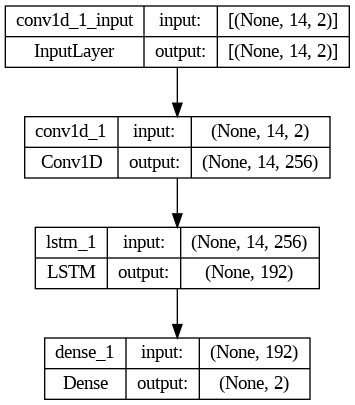 conv1d_1_input input: [(None, 14, 2)]
InputLayer output: [(None, 14, 2)]
conv1d_1 input: (None, 14, 2)
Conv1D output: (None, 14, 256)
lstm_1 input: (None, 14, 256)
LSTM output: (None, 192)
dense_1 input: (None, 192)
Dense output: (None, 2)